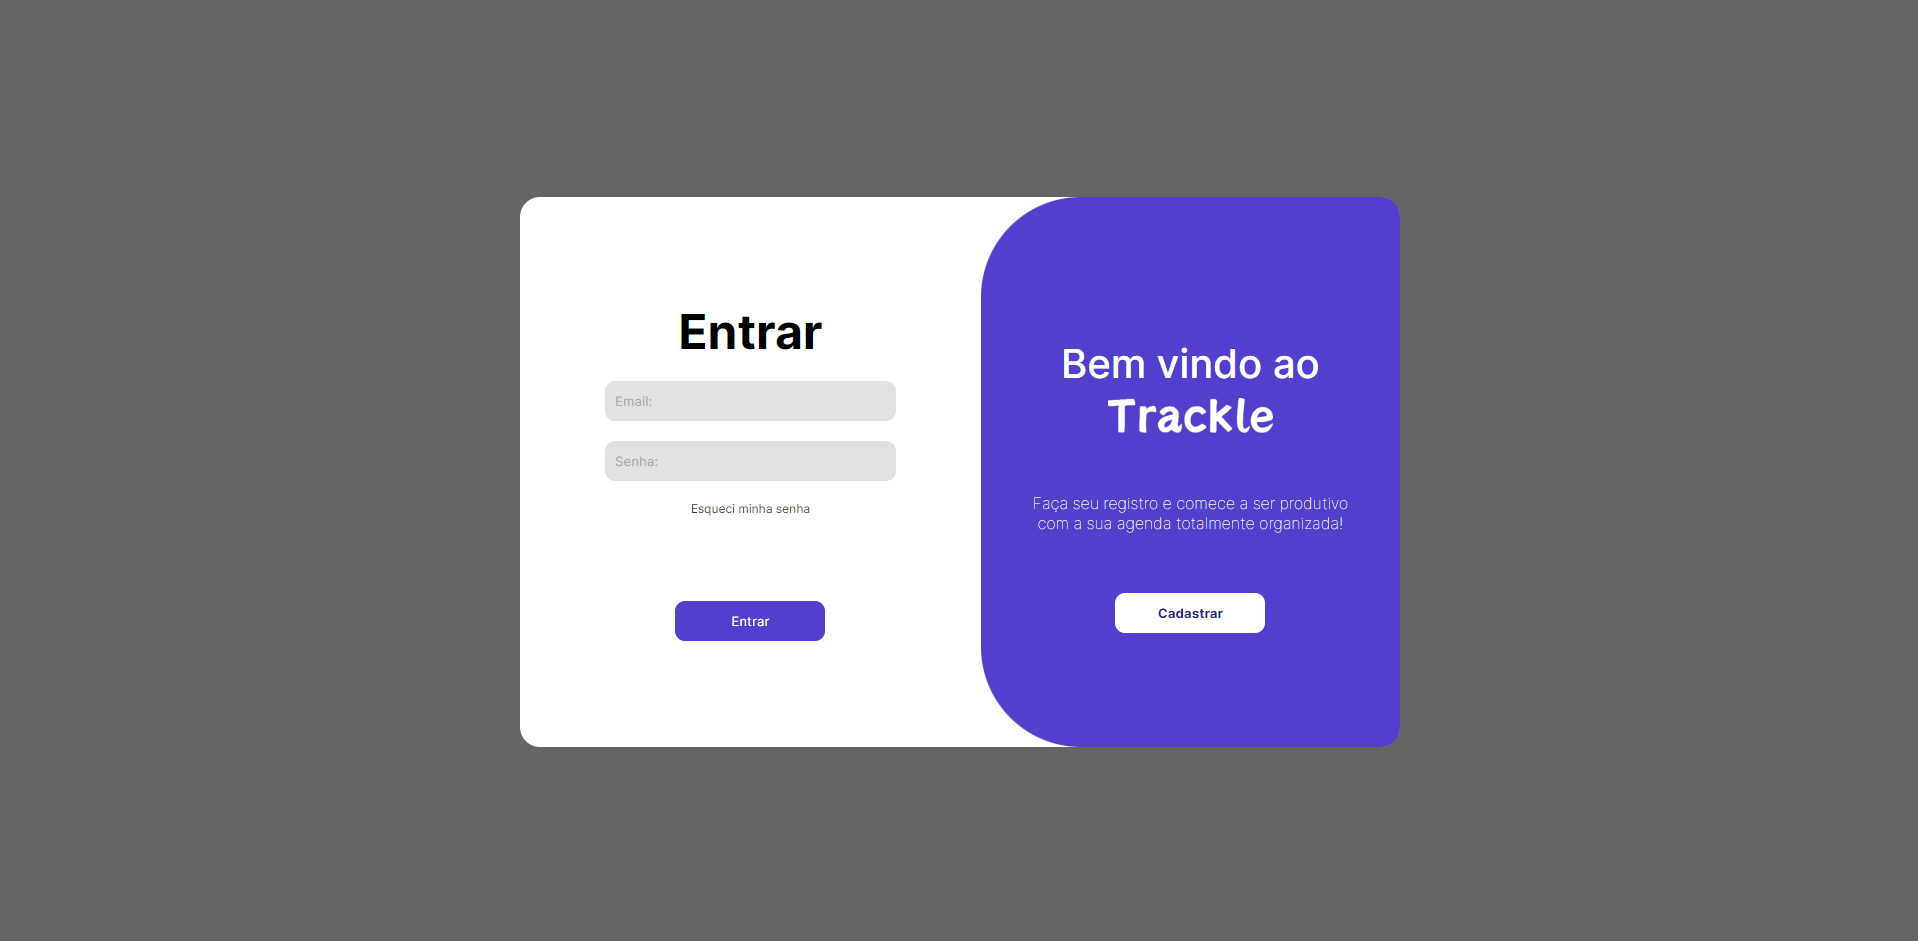 Entrar
Email:
Senha:
Esqueci minha senha
Entrar
Bem vindo ao
Trackle
Faça seu registro e comece a ser produtivo
com a sua agenda totalmente organizada!
Cadastrar